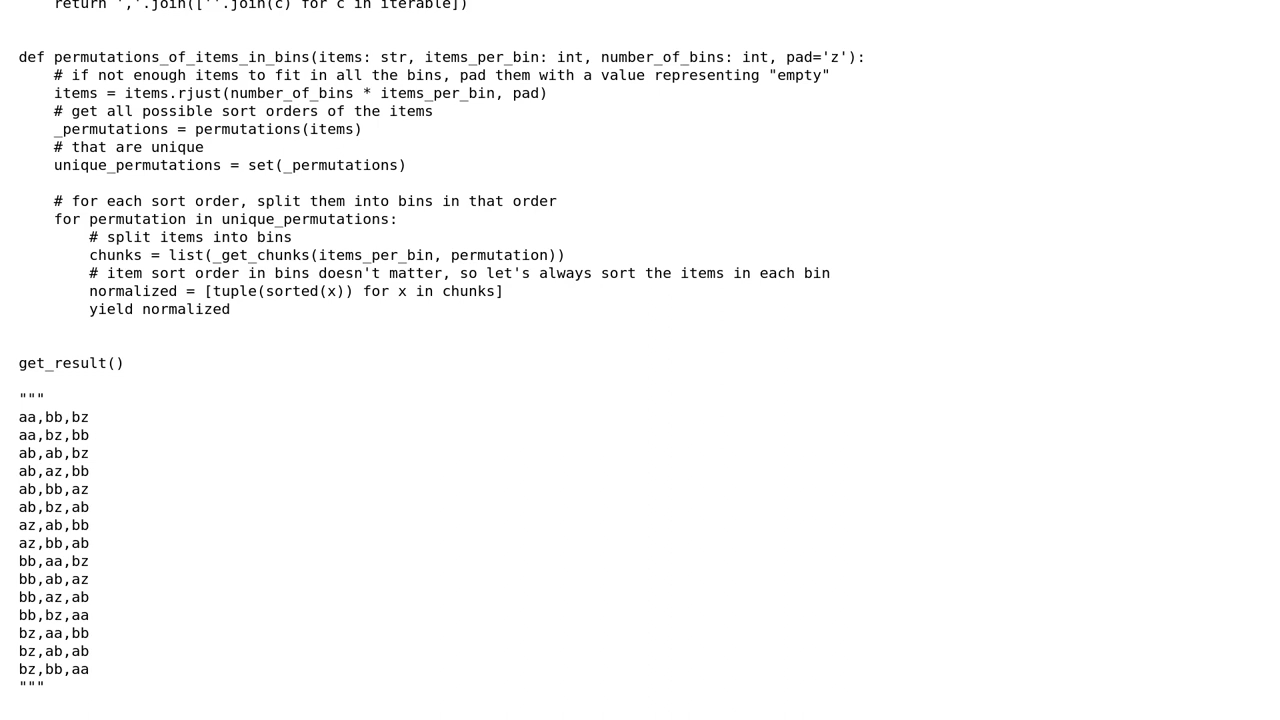 return ','.join([''.join(c) for c in iterable])


def permutations_of_items_in_bins(items: str, items_per_bin: int, number_of_bins: int, pad='z'):
    # if not enough items to fit in all the bins, pad them with a value representing "empty"
    items = items.rjust(number_of_bins * items_per_bin, pad)
    # get all possible sort orders of the items
    _permutations = permutations(items)
    # that are unique
    unique_permutations = set(_permutations)

    # for each sort order, split them into bins in that order
    for permutation in unique_permutations:
        # split items into bins
        chunks = list(_get_chunks(items_per_bin, permutation))
        # item sort order in bins doesn't matter, so let's always sort the items in each bin
        normalized = [tuple(sorted(x)) for x in chunks]
        yield normalized


get_result()

"""
aa,bb,bz
aa,bz,bb
ab,ab,bz
ab,az,bb
ab,bb,az
ab,bz,ab
az,ab,bb
az,bb,ab
bb,aa,bz
bb,ab,az
bb,az,ab
bb,bz,aa
bz,aa,bb
bz,ab,ab
bz,bb,aa
"""